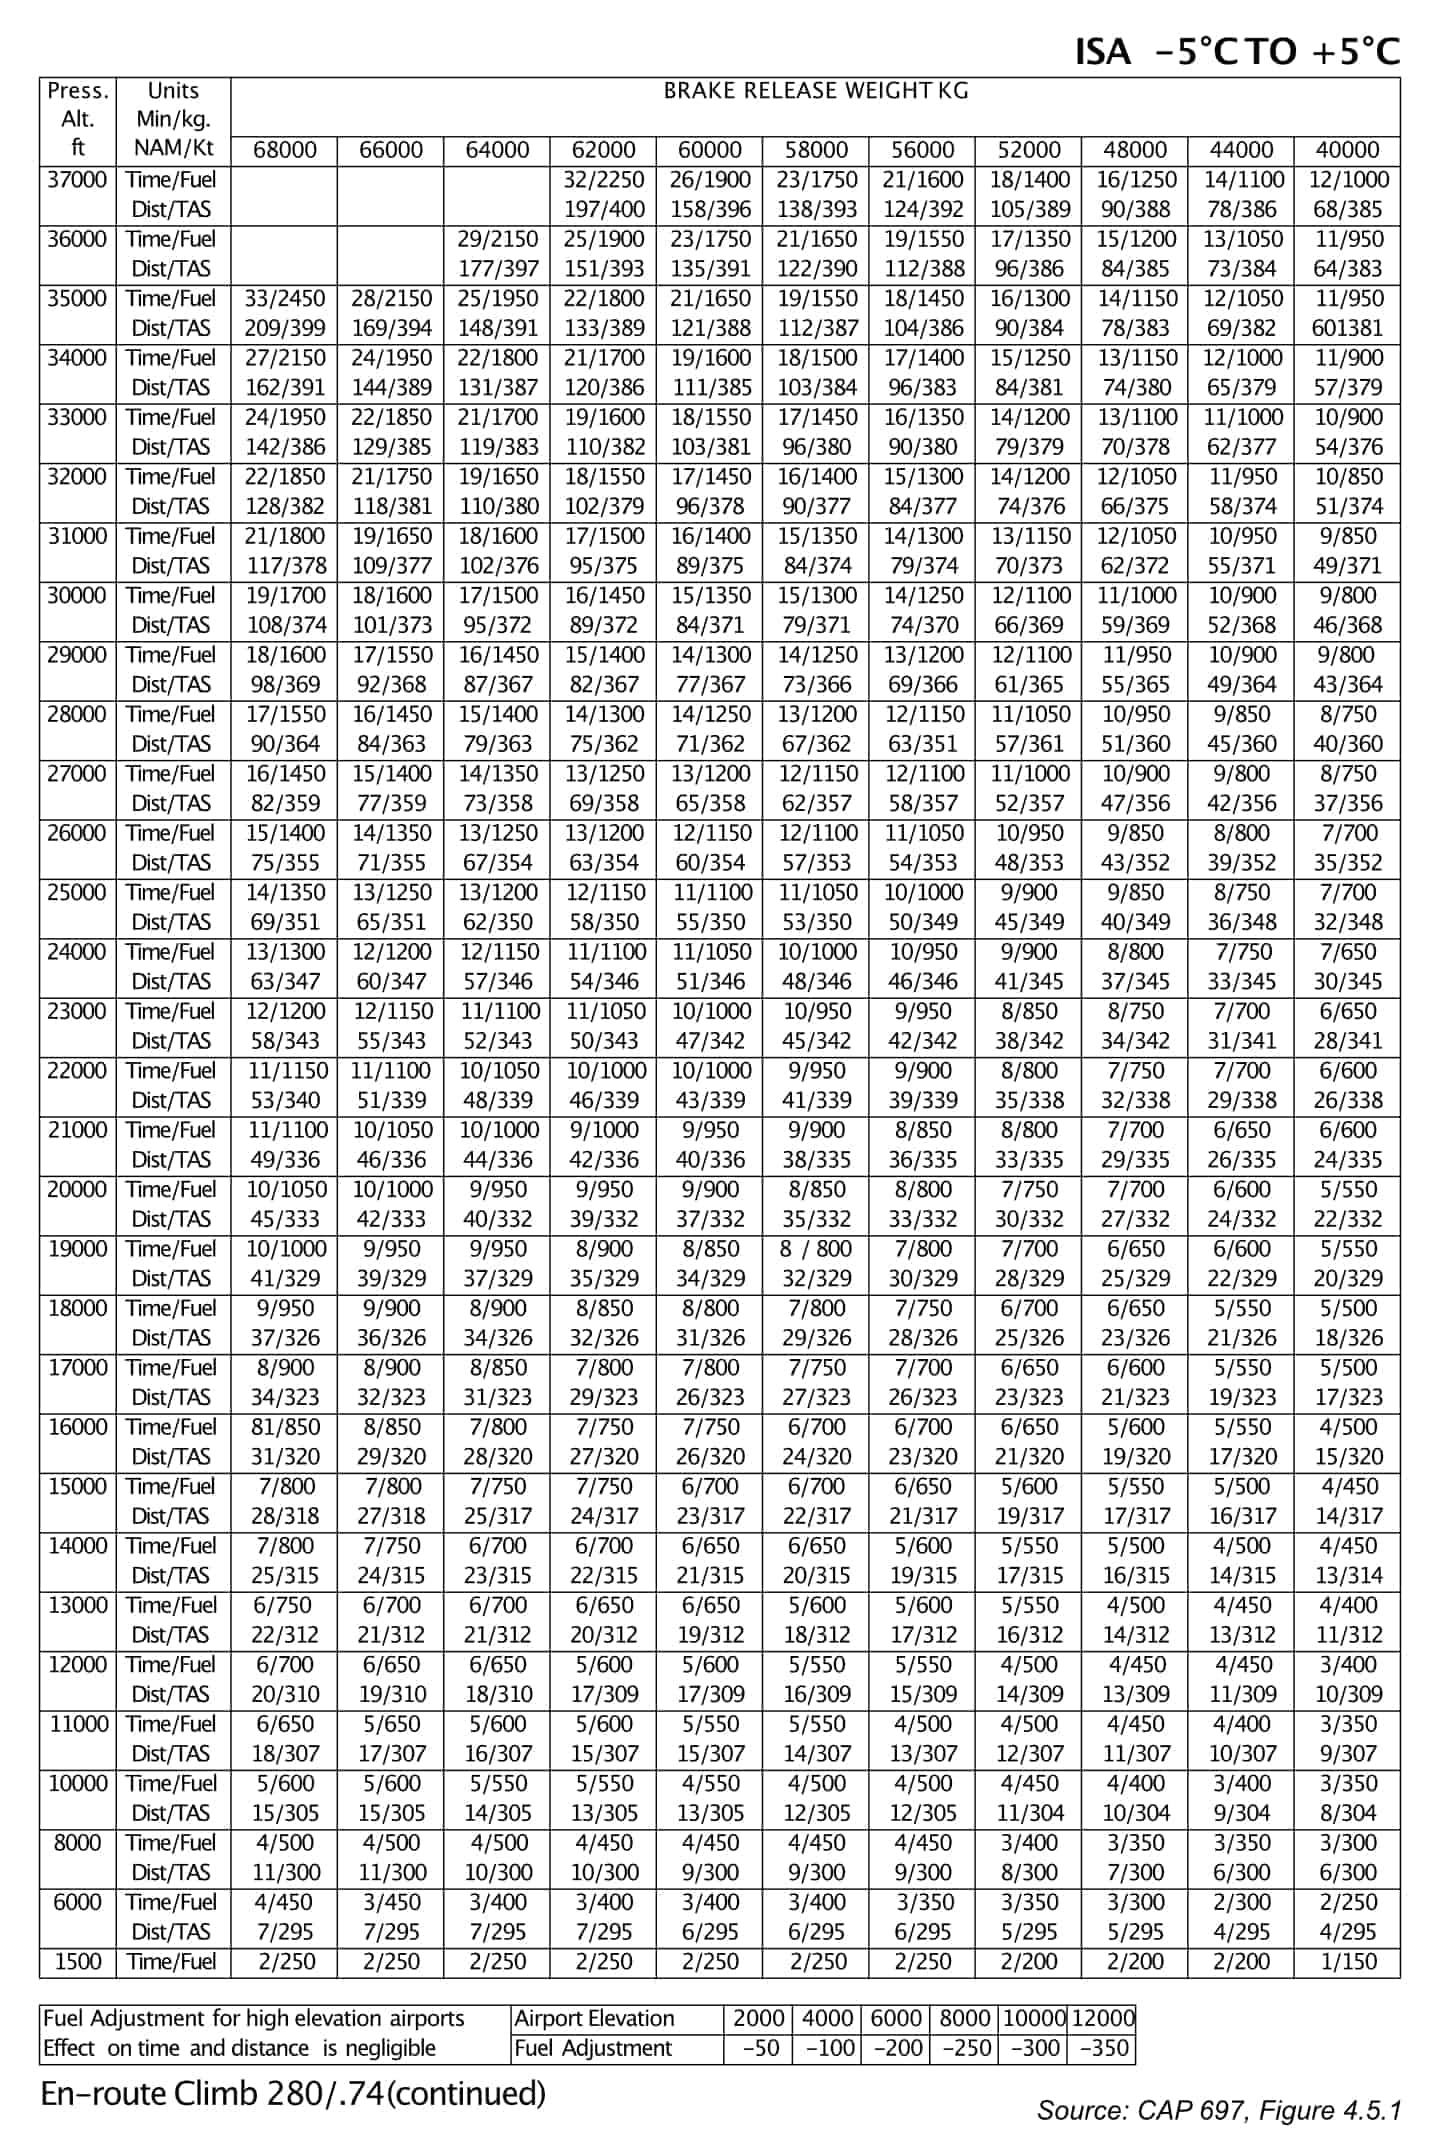 ISA -5°C TO +5°C
Press. Units BRAKE RELEASE WEIGHT KG
Alt. Min/kg.
ft NAM/Kt 68000 66000 64000 62000 60000 58000 56000 52000 48000 44000 40000
37000 Time/Fuel 32/2250 26/1900 23/1750 21/1600 18/1400 16/1250 14/1100 12/1000
Dist/TAS 197/400 158/396 138/393 124/392 105/389 90/388 78/386 68/385
36000 Time/Fuel 29/2150 25/1900 23/1750 21/1650 19/1550 17/1350 15/1200 13/1050 11/950
Dist/TAS 177/397 151/393 135/391 122/390 112/388 96/386 84/385 73/384 64/383
35000 Time/Fuel 33/2450 28/2150 25/1950 22/1800 21/1650 19/1550 18/1450 16/1300 14/1150 12/1050 11/950
Dist/TAS 209/399 169/394 148/391 133/389 121/388 112/387 104/386 90/384 78/383 69/382 601381
34000 Time/Fuel 27/2150 24/1950 22/1800 21/1700 19/1600 18/1500 17/1400 15/1250 13/1150 12/1000 11/900
Dist/TAS 162/391 144/389 131/387 120/386 111/385 103/384 96/383 84/381 74/380 65/379 57/379
33000 Time/Fuel 24/1950 22/1850 21/1700 19/1600 18/1550 17/1450 16/1350 14/1200 13/1100 11/1000 10/900
Dist/TAS 142/386 129/385 119/383 110/382 103/381 96/380 90/380 79/379 70/378 62/377 54/376
32000 Time/Fuel 22/1850 21/1750 19/1650 18/1550 17/1450 16/1400 15/1300 14/1200 12/1050 11/950 10/850
Dist/TAS 128/382 118/381 110/380 102/379 96/378 90/377 84/377 74/376 66/375 58/374 51/374
31000 Time/Fuel 21/1800 19/1650 18/1600 17/1500 16/1400 15/1350 14/1300 13/1150 12/1050 10/950 9/850
Dist/TAS 117/378 109/377 102/376 95/375 89/375 84/374 79/374 70/373 62/372 55/371 49/371
30000 Time/Fuel 19/1700 18/1600 17/1500 16/1450 15/1350 15/1300 14/1250 12/1100 11/1000 10/900 9/800
Dist/TAS 108/374 101/373 95/372 89/372 84/371 79/371 74/370 66/369 59/369 52/368 46/368
29000 Time/Fuel 18/1600 17/1550 16/1450 15/1400 14/1300 14/1250 13/1200 12/1100 11/950 10/900 9/800
Dist/TAS 98/369 92/368 87/367 82/367 77/367 73/366 69/366 61/365 55/365 49/364 43/364
28000 Time/Fuel 17/1550 16/1450 15/1400 14/1300 14/1250 13/1200 12/1150 11/1050 10/950 9/850 8/750
Dist/TAS 90/364 84/363 79/363 75/362 71/362 67/362 63/351 57/361 51/360 45/360 40/360
27000 Time/Fuel 16/1450 15/1400 14/1350 13/1250 13/1200 12/1150 12/1100 11/1000 10/900 9/800 8/750
Dist/TAS 82/359 77/359 73/358 69/358 65/358 62/357 58/357 52/357 47/356 42/356 37/356
26000 Time/Fuel 15/1400 14/1350 13/1250 13/1200 12/1150 12/1100 11/1050 10/950 9/850 8/800 7/700
Dist/TAS 75/355 71/355 67/354 63/354 60/354 57/353 54/353 48/353 43/352 39/352 35/352
25000 Time/Fuel 14/1350 13/1250 13/1200 12/1150 11/1100 11/1050 10/1000 9/900 9/850 8/750 7/700
Dist/TAS 69/351 65/351 62/350 58/350 55/350 53/350 50/349 45/349 40/349 36/348 32/348
24000 Time/Fuel 13/1300 12/1200 12/1150 11/1100 11/1050 10/1000 10/950 9/900 8/800 7/750 7/650
Dist/TAS 63/347 60/347 57/346 54/346 51/346 48/346 46/346 41/345 37/345 33/345 30/345
23000 Time/Fuel 12/1200 12/1150 11/1100 11/1050 10/1000 10/950 9/950 8/850 8/750 7/700 6/650
Dist/TAS 58/343 55/343 52/343 50/343 47/342 45/342 42/342 38/342 34/342 31/341 28/341
22000 Time/Fuel 11/1150 11/1100 10/1050 10/1000 10/1000 9/950 9/900 8/800 7/750 7/700 6/600
Dist/TAS 53/340 51/339 48/339 46/339 43/339 41/339 39/339 35/338 32/338 29/338 26/338
21000 Time/Fuel 11/1100 10/1050 10/1000 9/1000 9/950 9/900 8/850 8/800 7/700 6/650 6/600
Dist/TAS 49/336 46/336 44/336 42/336 40/336 38/335 36/335 33/335 29/335 26/335 24/335
20000 Time/Fuel 10/1050 10/1000 9/950 9/950 9/900 8/850 8/800 7/750 7/700 6/600 5/550
Dist/TAS 45/333 42/333 40/332 39/332 37/332 35/332 33/332 30/332 27/332 24/332 22/332
19000 Time/Fuel 10/1000 9/950 9/950 8/900 8/850 8 / 800 7/800 7/700 6/650 6/600 5/550
Dist/TAS 41/329 39/329 37/329 35/329 34/329 32/329 30/329 28/329 25/329 22/329 20/329
18000 Time/Fuel 9/950 9/900 8/900 8/850 8/800 7/800 7/750 6/700 6/650 5/550 5/500
Dist/TAS 37/326 36/326 34/326 32/326 31/326 29/326 28/326 25/326 23/326 21/326 18/326
17000 Time/Fuel 8/900 8/900 8/850 7/800 7/800 7/750 7/700 6/650 6/600 5/550 5/500
Dist/TAS 34/323 32/323 31/323 29/323 26/323 27/323 26/323 23/323 21/323 19/323 17/323
16000 Time/Fuel 81/850 8/850 7/800 7/750 7/750 6/700 6/700 6/650 5/600 5/550 4/500
Dist/TAS 31/320 29/320 28/320 27/320 26/320 24/320 23/320 21/320 19/320 17/320 15/320
15000 Time/Fuel 7/800 7/800 7/750 7/750 6/700 6/700 6/650 5/600 5/550 5/500 4/450
Dist/TAS 28/318 27/318 25/317 24/317 23/317 22/317 21/317 19/317 17/317 16/317 14/317
14000 Time/Fuel 7/800 7/750 6/700 6/700 6/650 6/650 5/600 5/550 5/500 4/500 4/450
Dist/TAS 25/315 24/315 23/315 22/315 21/315 20/315 19/315 17/315 16/315 14/315 13/314
13000 Time/Fuel 6/750 6/700 6/700 6/650 6/650 5/600 5/600 5/550 4/500 4/450 4/400
Dist/TAS 22/312 21/312 21/312 20/312 19/312 18/312 17/312 16/312 14/312 13/312 11/312
12000 Time/Fuel 6/700 6/650 6/650 5/600 5/600 5/550 5/550 4/500 4/450 4/450 3/400
Dist/TAS 20/310 19/310 18/310 17/309 17/309 16/309 15/309 14/309 13/309 11/309 10/309
11000 Time/Fuel 6/650 5/650 5/600 5/600 5/550 5/550 4/500 4/500 4/450 4/400 3/350
Dist/TAS 18/307 17/307 16/307 15/307 15/307 14/307 13/307 12/307 11/307 10/307 9/307
10000 Time/Fuel 5/600 5/600 5/550 5/550 4/550 4/500 4/500 4/450 4/400 3/400 3/350
Dist/TAS 15/305 15/305 14/305 13/305 13/305 12/305 12/305 11/304 10/304 9/304 8/304
8000 Time/Fuel 4/500 4/500 4/500 4/450 4/450 4/450 4/450 3/400 3/350 3/350 3/300
Dist/TAS 11/300 11/300 10/300 10/300 9/300 9/300 9/300 8/300 7/300 6/300 6/300
6000 Time/Fuel 4/450 3/450 3/400 3/400 3/400 3/400 3/350 3/350 3/300 2/300 2/250
Dist/TAS 7/295 7/295 7/295 7/295 6/295 6/295 6/295 5/295 5/295 4/295 4/295
1500 Time/Fuel 2/250 2/250 2/250 2/250 2/250 2/250 2/250 2/200 2/200 2/200 1/150
Fuel Adjustment for high elevation airports Airport Elevation 2000 4000 6000 8000 10000 12000
Effect on time and distance is negligible Fuel Adjustment -50 -100 -200 -250 -300 -350
En-route Climb 280/.74(continued)
Source: CAP 697, Figure 4.5.1